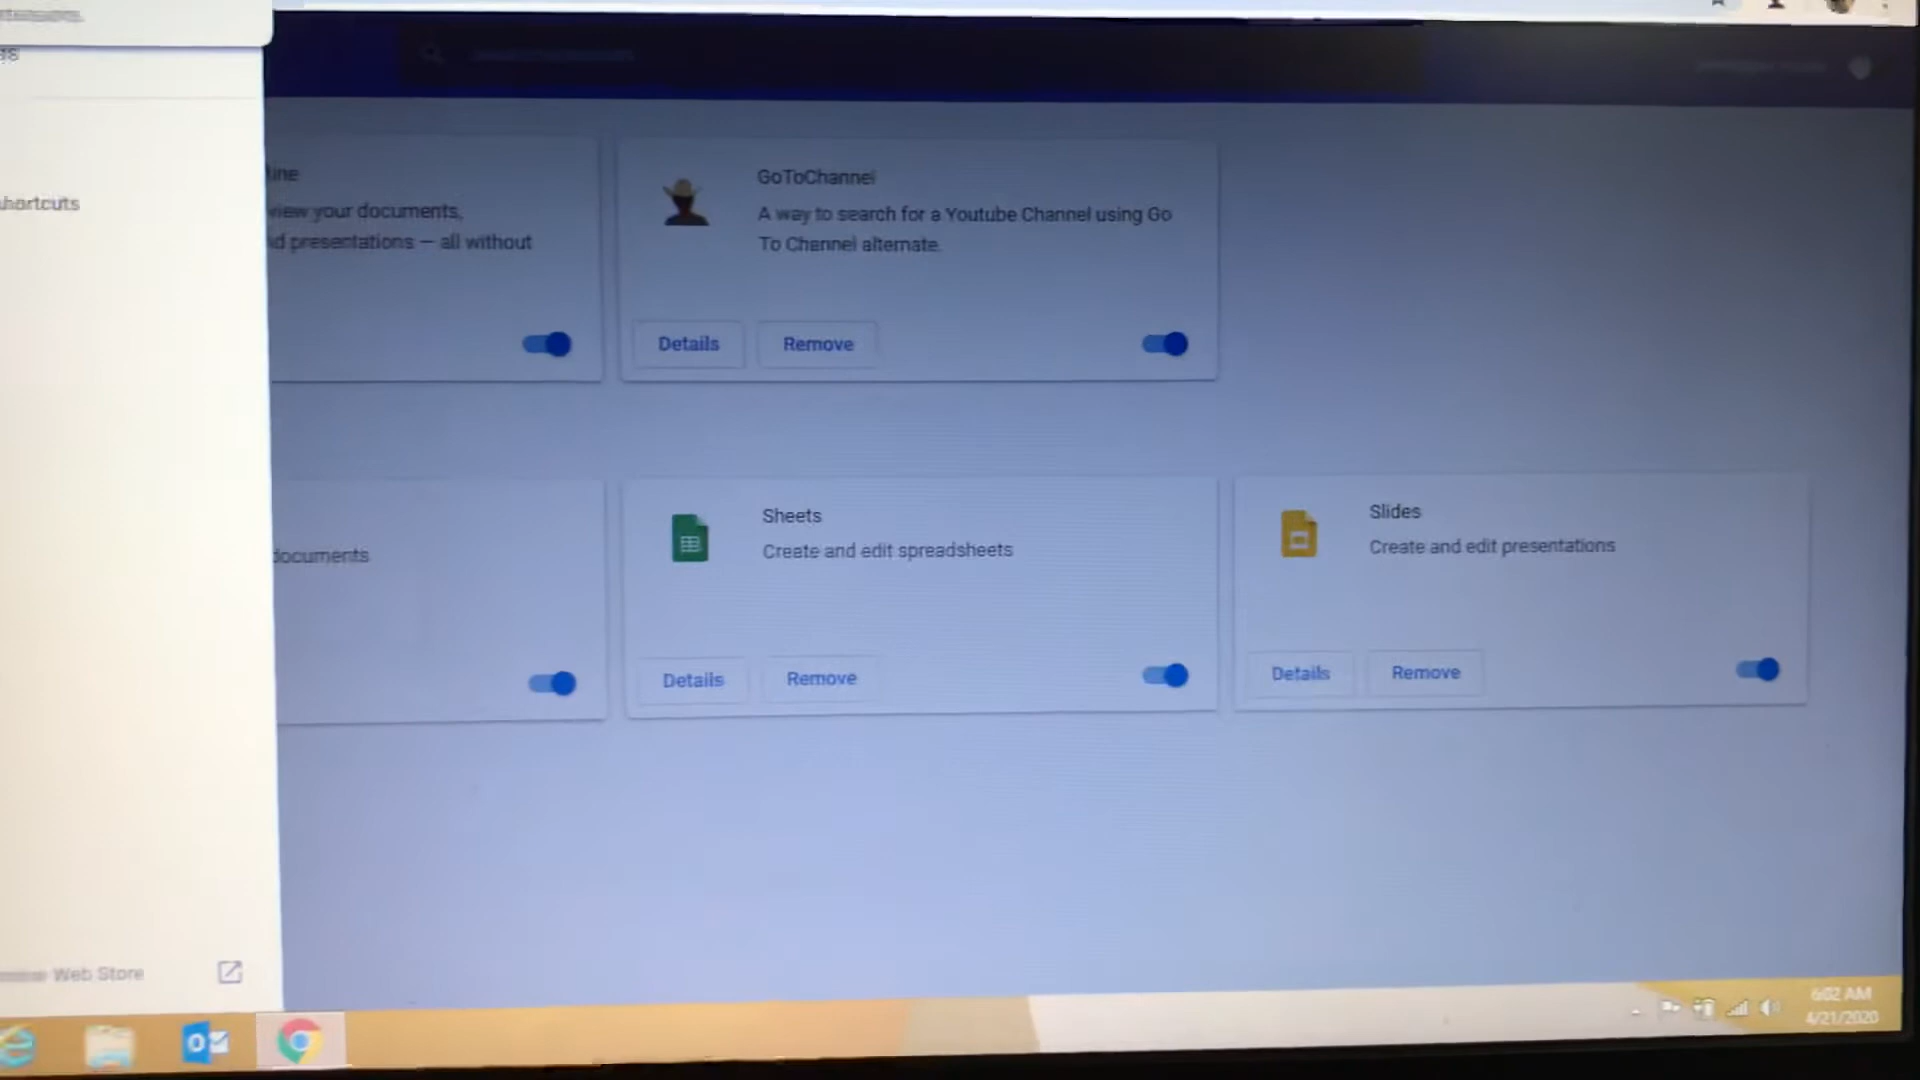 line
view your documents,
d presentations – all without
GoToChannel
A way to search for a Youtube Channel using Go
To Channel alternate.
Details
Remove
shortcuts
documents
Sheets
Create and edit spreadsheets
Details
Remove
Slides
Create and edit presentations
Details
Remove
Web Store
6:02 AM
4/21/2020